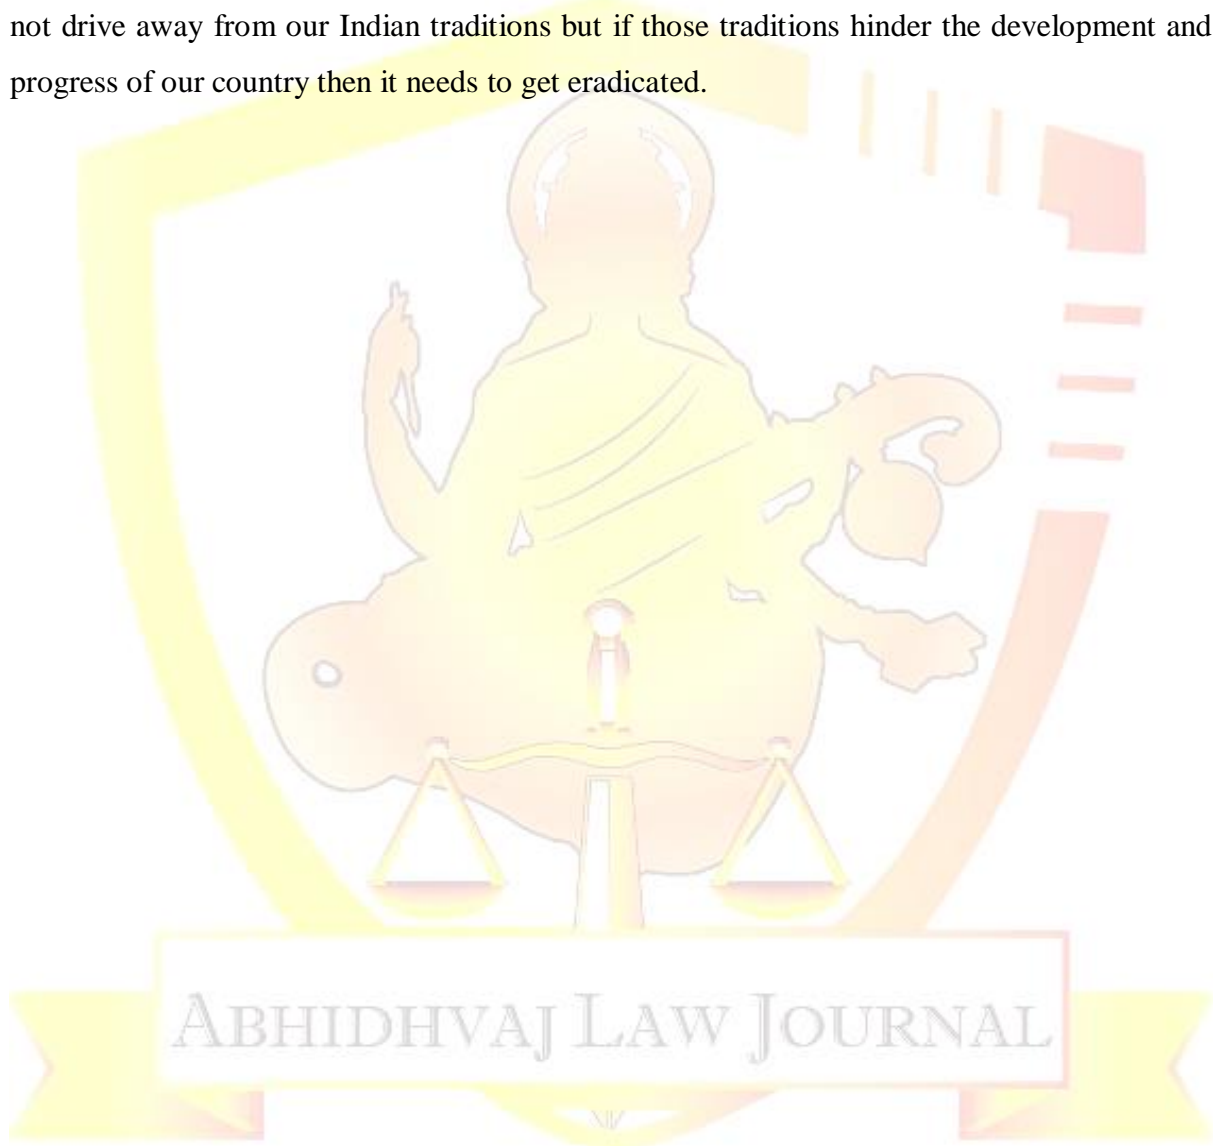 not drive away from our Indian traditions but if those traditions hinder the development and
progress of our country then it needs to get eradicated.
ABHIDHVAJ LAW JOURNAL